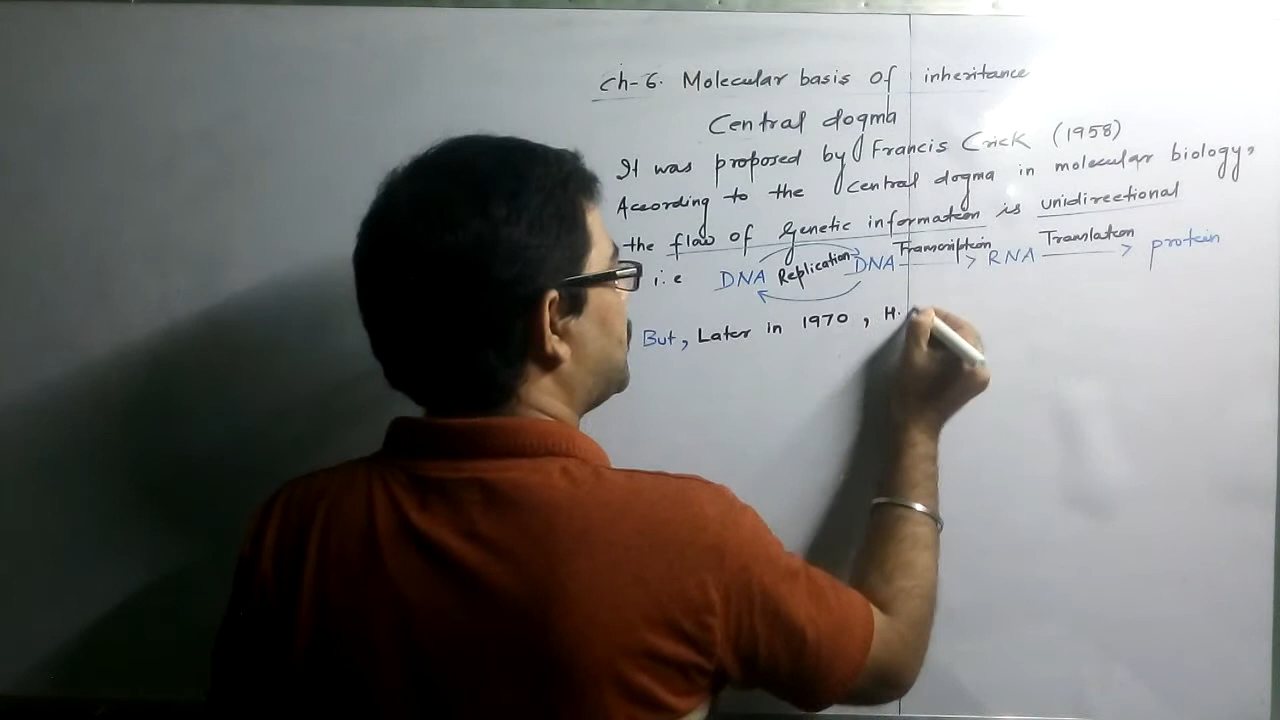 Ch-6. Molecular basis of inheritance
Central dogma
It was proposed by Francis Crick (1958)
According to the central dogma in molecular biology,
the flow of genetic information is unidirectional
i.e DNA Replication DNA Transcription > RNA Translation > protein
But, Later in 1970, H.